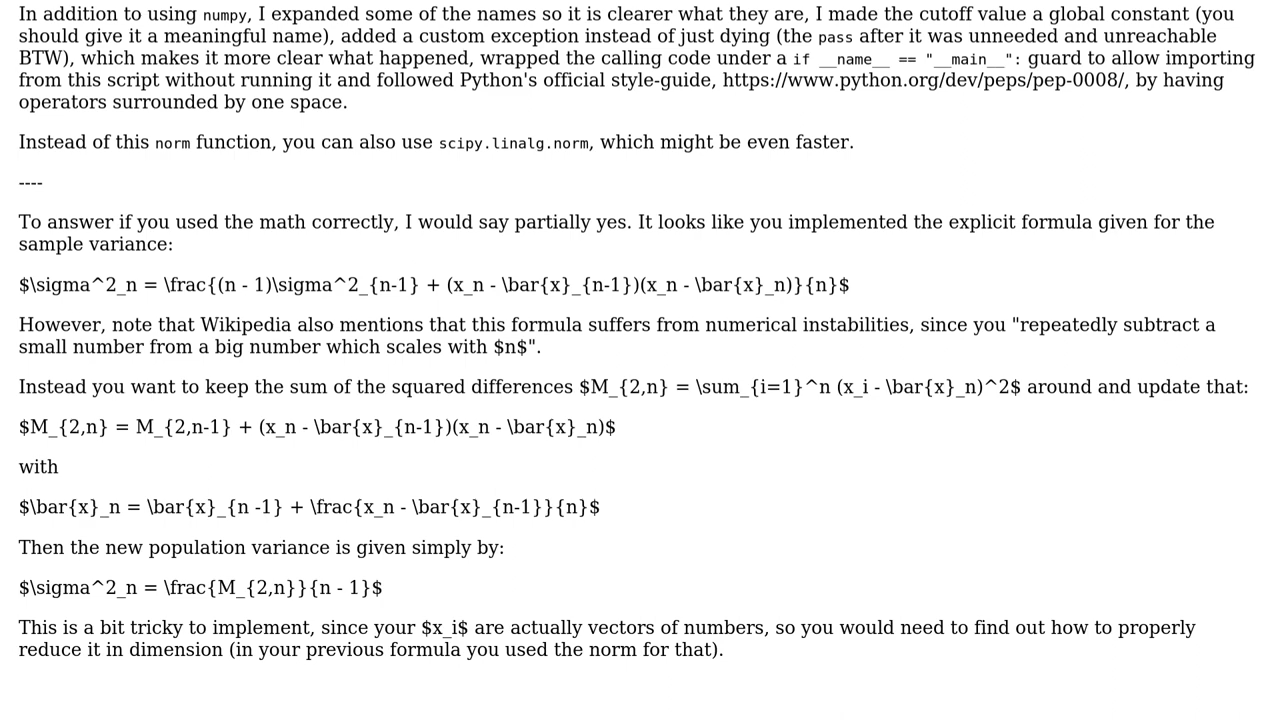 In addition to using numpy, I expanded some of the names so it is clearer what they are, I made the cutoff value a global constant (you
should give it a meaningful name), added a custom exception instead of just dying (the pass after it was unneeded and unreachable
BTW), which makes it more clear what happened, wrapped the calling code under a if __name__ == "__main__": guard to allow importing
from this script without running it and followed Python's official style-guide, https://www.python.org/dev/peps/pep-0008/, by having
operators surrounded by one space.
Instead of this norm function, you can also use scipy.linalg.norm, which might be even faster.
----
To answer if you used the math correctly, I would say partially yes. It looks like you implemented the explicit formula given for the
sample variance:
$\sigma^2_n = \frac{(n - 1)\sigma^2_{n-1} + (x_n - \bar{x}_{n-1})(x_n - \bar{x}_n)}{n}$
However, note that Wikipedia also mentions that this formula suffers from numerical instabilities, since you "repeatedly subtract a
small number from a big number which scales with $n$".
Instead you want to keep the sum of the squared differences $M_{2,n} = \sum_{i=1}^n (x_i - \bar{x}_n)^2$ around and update that:
$M_{2,n} = M_{2,n-1} + (x_n - \bar{x}_{n-1})(x_n - \bar{x}_n)$
with
$\bar{x}_n = \bar{x}_{n -1} + \frac{x_n - \bar{x}_{n-1}}{n}$
Then the new population variance is given simply by:
$\sigma^2_n = \frac{M_{2,n}}{n - 1}$
This is a bit tricky to implement, since your $x_i$ are actually vectors of numbers, so you would need to find out how to properly
reduce it in dimension (in your previous formula you used the norm for that).